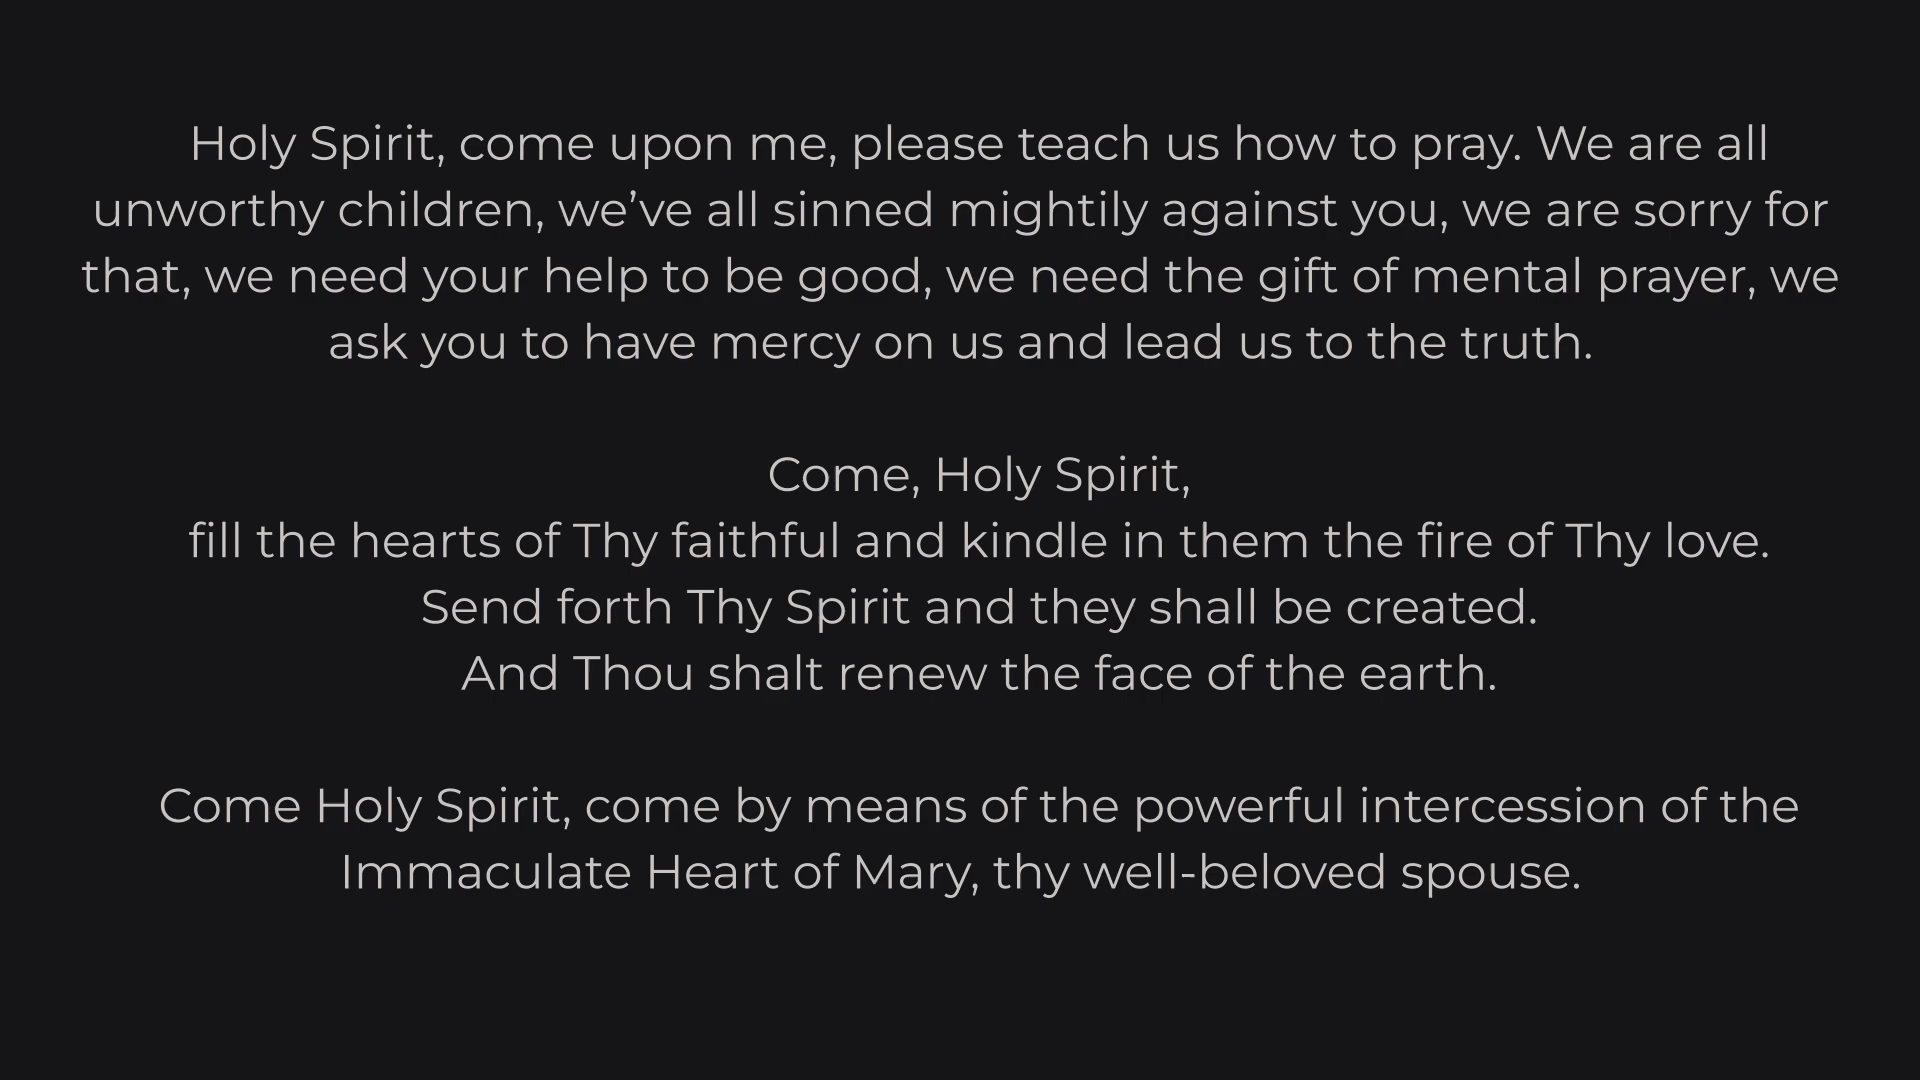 Holy Spirit, come upon me, please teach us how to pray. We are all
unworthy children, we’ve all sinned mightily against you, we are sorry for
that, we need your help to be good, we need the gift of mental prayer, we
ask you to have mercy on us and lead us to the truth.
Come, Holy Spirit,
fill the hearts of Thy faithful and kindle in them the fire of Thy love.
Send forth Thy Spirit and they shall be created.
And Thou shalt renew the face of the earth.
Come Holy Spirit, come by means of the powerful intercession of the
Immaculate Heart of Mary, thy well-beloved spouse.